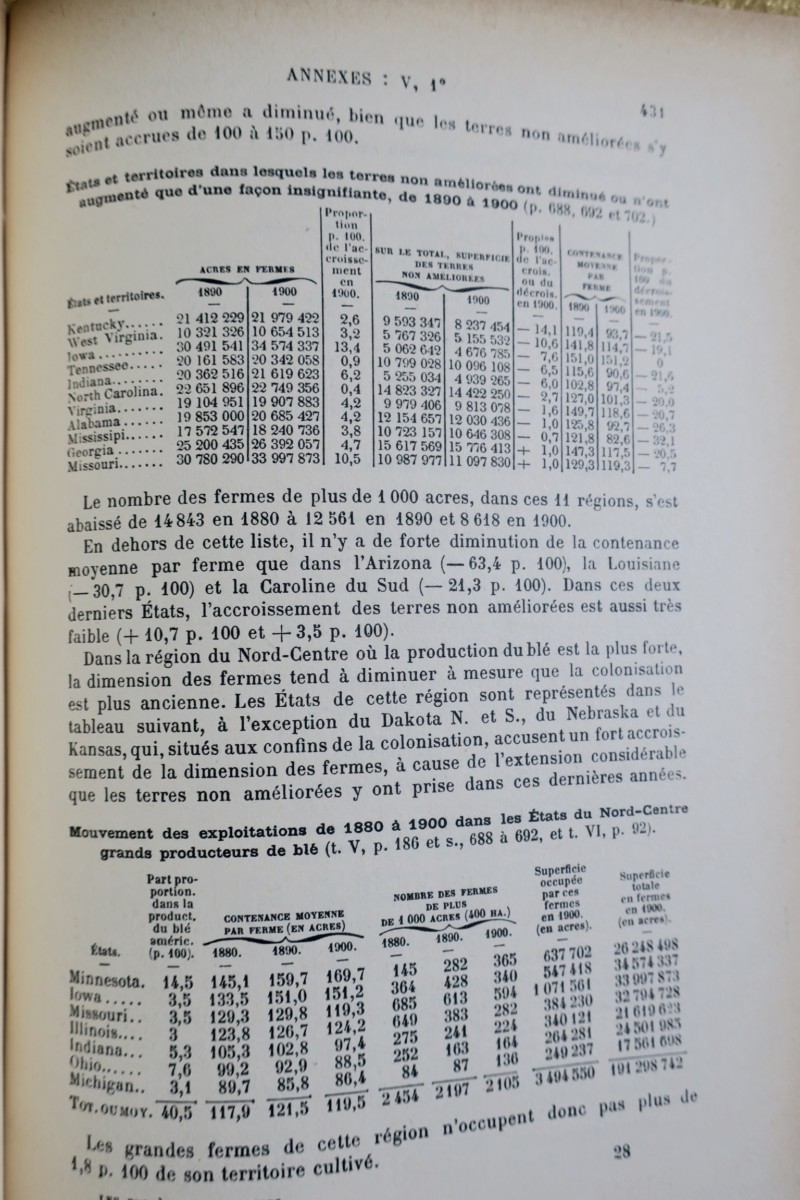 ANNEXES : V, 1°
431
augmenté ou même a diminué, bien que les terres non améliorées s'y
soient accrues de 100 à 150 p. 100.
États et territoires dans lesquels les terres non améliorées ont diminué ou n'ont
augmenté que d'une façon insignifiante, de 1890 à 1900 (p. 688, 692 et 702.)
États et territoires. ACRES EN FERMES 1890 1900 Propor-tion p. 100. de l'ac-croisse-ment en 1900. SUR LE TOTAL, SUPERFICIE DES TERRES NON AMÉLIORÉES 1890 1900 p. 100. de l'ac-crois. ou du décrois. en 1900. CONTENANCE MOYENNE PAR FERME 1890 1900
Kentucky...... 21 412 229 21 979 422 2,6 9 593 347 8 237 454 — 14,1 119,4 93,7 — 21,5
West Virginia. 10 321 326 10 654 513 3,2 5 767 326 5 155 532 — 10,6 141,8 114,7 — 19,1
Iowa.......... 30 491 541 34 574 337 13,4 5 062 642 4 676 785 — 7,6 151,0 151,2 0
Tennessee..... 20 161 583 20 342 058 0,9 10 799 028 10 096 108 — 6,5 115,6 90,6 — 21,6
Indiana....... 20 362 516 21 619 623 6,2 5 255 034 4 939 265 — 6,0 102,8 97,4 — 5,2
North Carolina. 22 651 896 22 749 356 0,4 14 823 327 14 422 250 — 2,7 127,0 101,3 — 20,0
Virginia....... 19 104 951 19 907 883 4,2 9 979 406 9 813 078 — 1,6 149,7 118,6 — 20,7
Alabama....... 19 853 000 20 685 427 4,2 12 154 657 12 030 436 — 1,0 125,8 92,7 — 26,3
Mississipi...... 17 572 547 18 240 736 3,8 10 723 157 10 646 308 — 0,7 121,8 82,6 — 32,1
Georgia....... 25 200 435 26 392 057 4,7 15 617 569 15 776 413 + 1,0 147,3 117,5 — 20,5
Missouri....... 30 780 290 33 997 873 10,5 10 987 977 11 097 830 + 1,0 129,3 119,3 — 7,7
Le nombre des fermes de plus de 1 000 acres, dans ces 11 régions, s'est
abaissé de 14 843 en 1880 à 12 561 en 1890 et 8 618 en 1900.
En dehors de cette liste, il n'y a de forte diminution de la contenance
moyenne par ferme que dans l'Arizona (— 63,4 p. 100), la Louisiane
(— 30,7 p. 100) et la Caroline du Sud (— 21,3 p. 100). Dans ces deux
derniers États, l'accroissement des terres non améliorées est aussi très
faible (+ 10,7 p. 100 et + 3,5 p. 100).
Dans la région du Nord-Centre où la production du blé est la plus forte,
la dimension des fermes tend à diminuer à mesure que la colonisation
est plus ancienne. Les États de cette région sont représentés dans le
tableau suivant, à l'exception du Dakota N. et S., du Nebraska et du
Kansas, qui, situés aux confins de la colonisation, accusent un fort accrois-
sement de la dimension des fermes, à cause de l'extension considérable
que les terres non améliorées y ont prise dans ces dernières années.
Mouvement des exploitations de 1880 à 1900 dans les États du Nord-Centre
grands producteurs de blé (t. V, p. 186 et s., 688 à 692, et t. VI, p. 92).
États. Part pro-portion. dans la product. du blé améric. (p. 100). CONTENANCE MOYENNE PAR FERME (EN ACRES) 1880. 1890. 1900. NOMBRE DES FERMES DE PLUS DE 1 000 ACRES (400 HA.) 1880. 1890. 1900. Superficie occupée par ces fermes en 1900. (en acres). Superficie totale en fermes en 1900. (en acres).
Minnesota. 14,5 145,1 159,7 169,7 145 282 365 637 702 26 248 498
Iowa..... 3,5 133,5 151,0 151,2 364 428 340 547 418 34 574 337
Missouri.. 3,5 129,3 129,8 119,3 685 613 594 1 071 561 33 997 873
Illinois.... 3 123,8 126,7 124,2 649 383 282 384 230 32 794 728
Indiana... 5,3 105,3 102,8 97,4 275 241 224 340 121 21 619 623
Ohio...... 7,6 99,2 92,9 88,5 252 163 164 264 281 24 501 985
Michigan.. 3,1 89,7 85,8 86,4 84 87 136 249 237 17 561 698
TOT. OU MOY. 40,5 117,9 121,5 119,5 2 454 2 197 2 105 3 494 550 191 298 742
Les grandes fermes de cette région n'occupent donc pas plus de
1,8 p. 100 de son territoire cultivé.
28